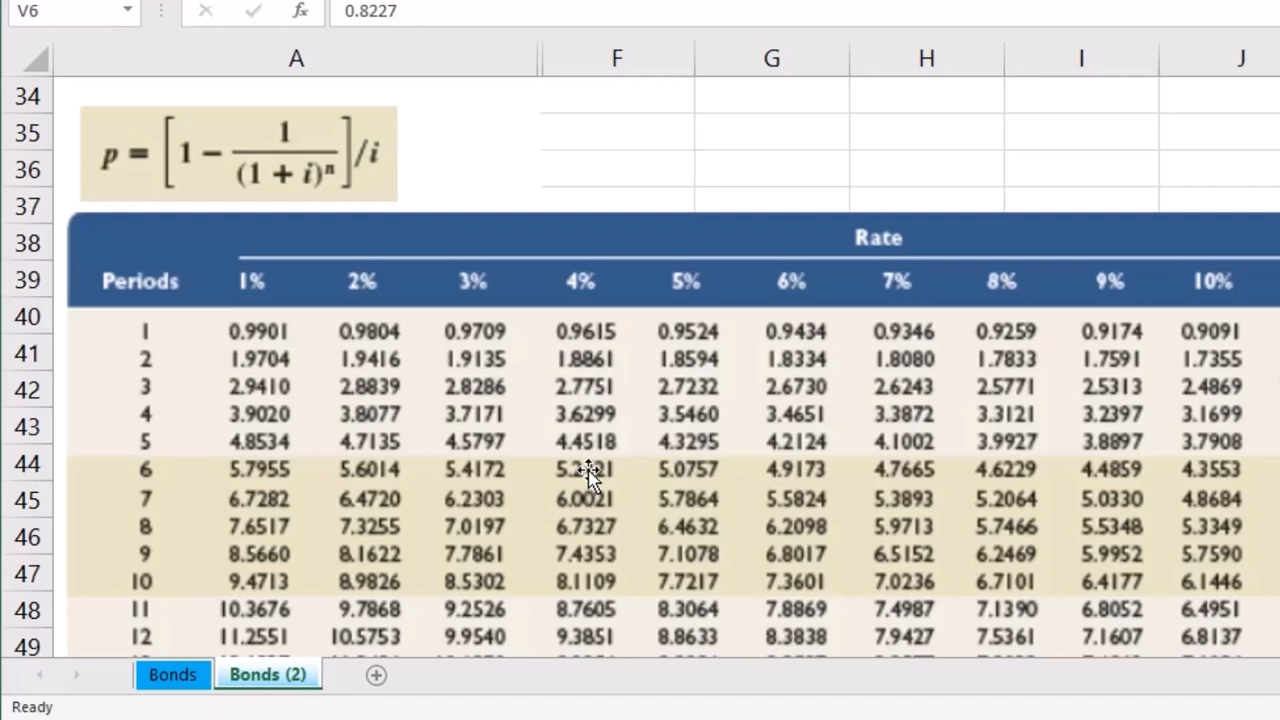 V6 fx 0.8227
A F G H I J
34
35
36
37
38
39
40
41
42
43
44
45
46
47
48
49
p = [1 − 1/(1 + i)ⁿ]/i
Rate
Periods 1% 2% 3% 4% 5% 6% 7% 8% 9% 10%
1 0.9901 0.9804 0.9709 0.9615 0.9524 0.9434 0.9346 0.9259 0.9174 0.9091
2 1.9704 1.9416 1.9135 1.8861 1.8594 1.8334 1.8080 1.7833 1.7591 1.7355
3 2.9410 2.8839 2.8286 2.7751 2.7232 2.6730 2.6243 2.5771 2.5313 2.4869
4 3.9020 3.8077 3.7171 3.6299 3.5460 3.4651 3.3872 3.3121 3.2397 3.1699
5 4.8534 4.7135 4.5797 4.4518 4.3295 4.2124 4.1002 3.9927 3.8897 3.7908
6 5.7955 5.6014 5.4172 5.0757 4.9173 4.7665 4.6229 4.4859 4.3553
7 6.7282 6.4720 6.2303 6.0021 5.7864 5.5824 5.3893 5.2064 5.0330 4.8684
8 7.6517 7.3255 7.0197 6.7327 6.4632 6.2098 5.9713 5.7466 5.5348 5.3349
9 8.5660 8.1622 7.7861 7.4353 7.1078 6.8017 6.5152 6.2469 5.9952 5.7590
10 9.4713 8.9826 8.5302 8.1109 7.7217 7.3601 7.0236 6.7101 6.4177 6.1446
11 10.3676 9.7868 9.2526 8.7605 8.3064 7.8869 7.4987 7.1390 6.8052 6.4951
12 11.2551 10.5753 9.9540 9.3851 8.8633 8.3838 7.9427 7.5361 7.1607 6.8137
Bonds Bonds (2)
Ready